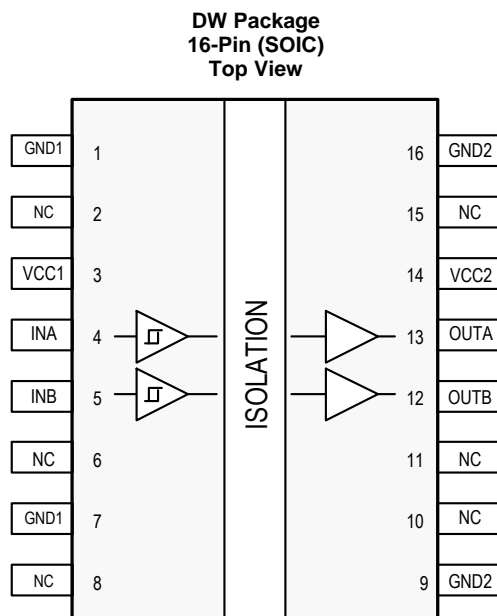 DW Package
16-Pin (SOIC)
Top View
GND1 1 16 GND2
NC 2 15 NC
VCC1 3 14 VCC2
INA 4 13 OUTA
INB 5 12 OUTB
NC 6 11 NC
GND1 7 10 NC
NC 8 9 GND2
ISOLATION